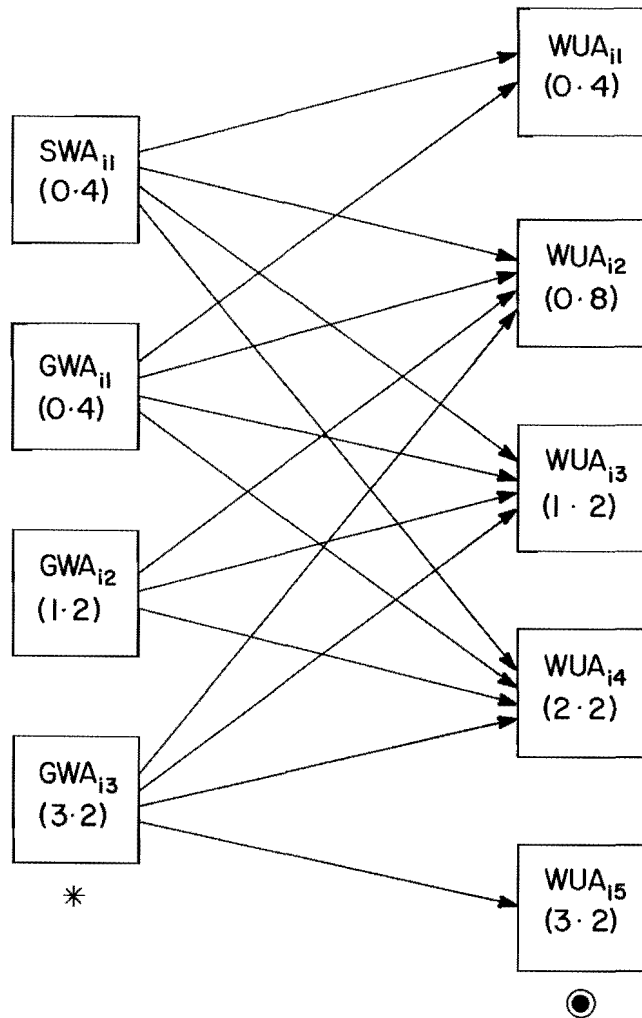 SWAi1
(0·4)
GWAi1
(0·4)
GWAi2
(1·2)
GWAi3
(3·2)
*
WUAi1
(0·4)
WUAi2
(0·8)
WUAi3
(1·2)
WUAi4
(2·2)
WUAi5
(3·2)